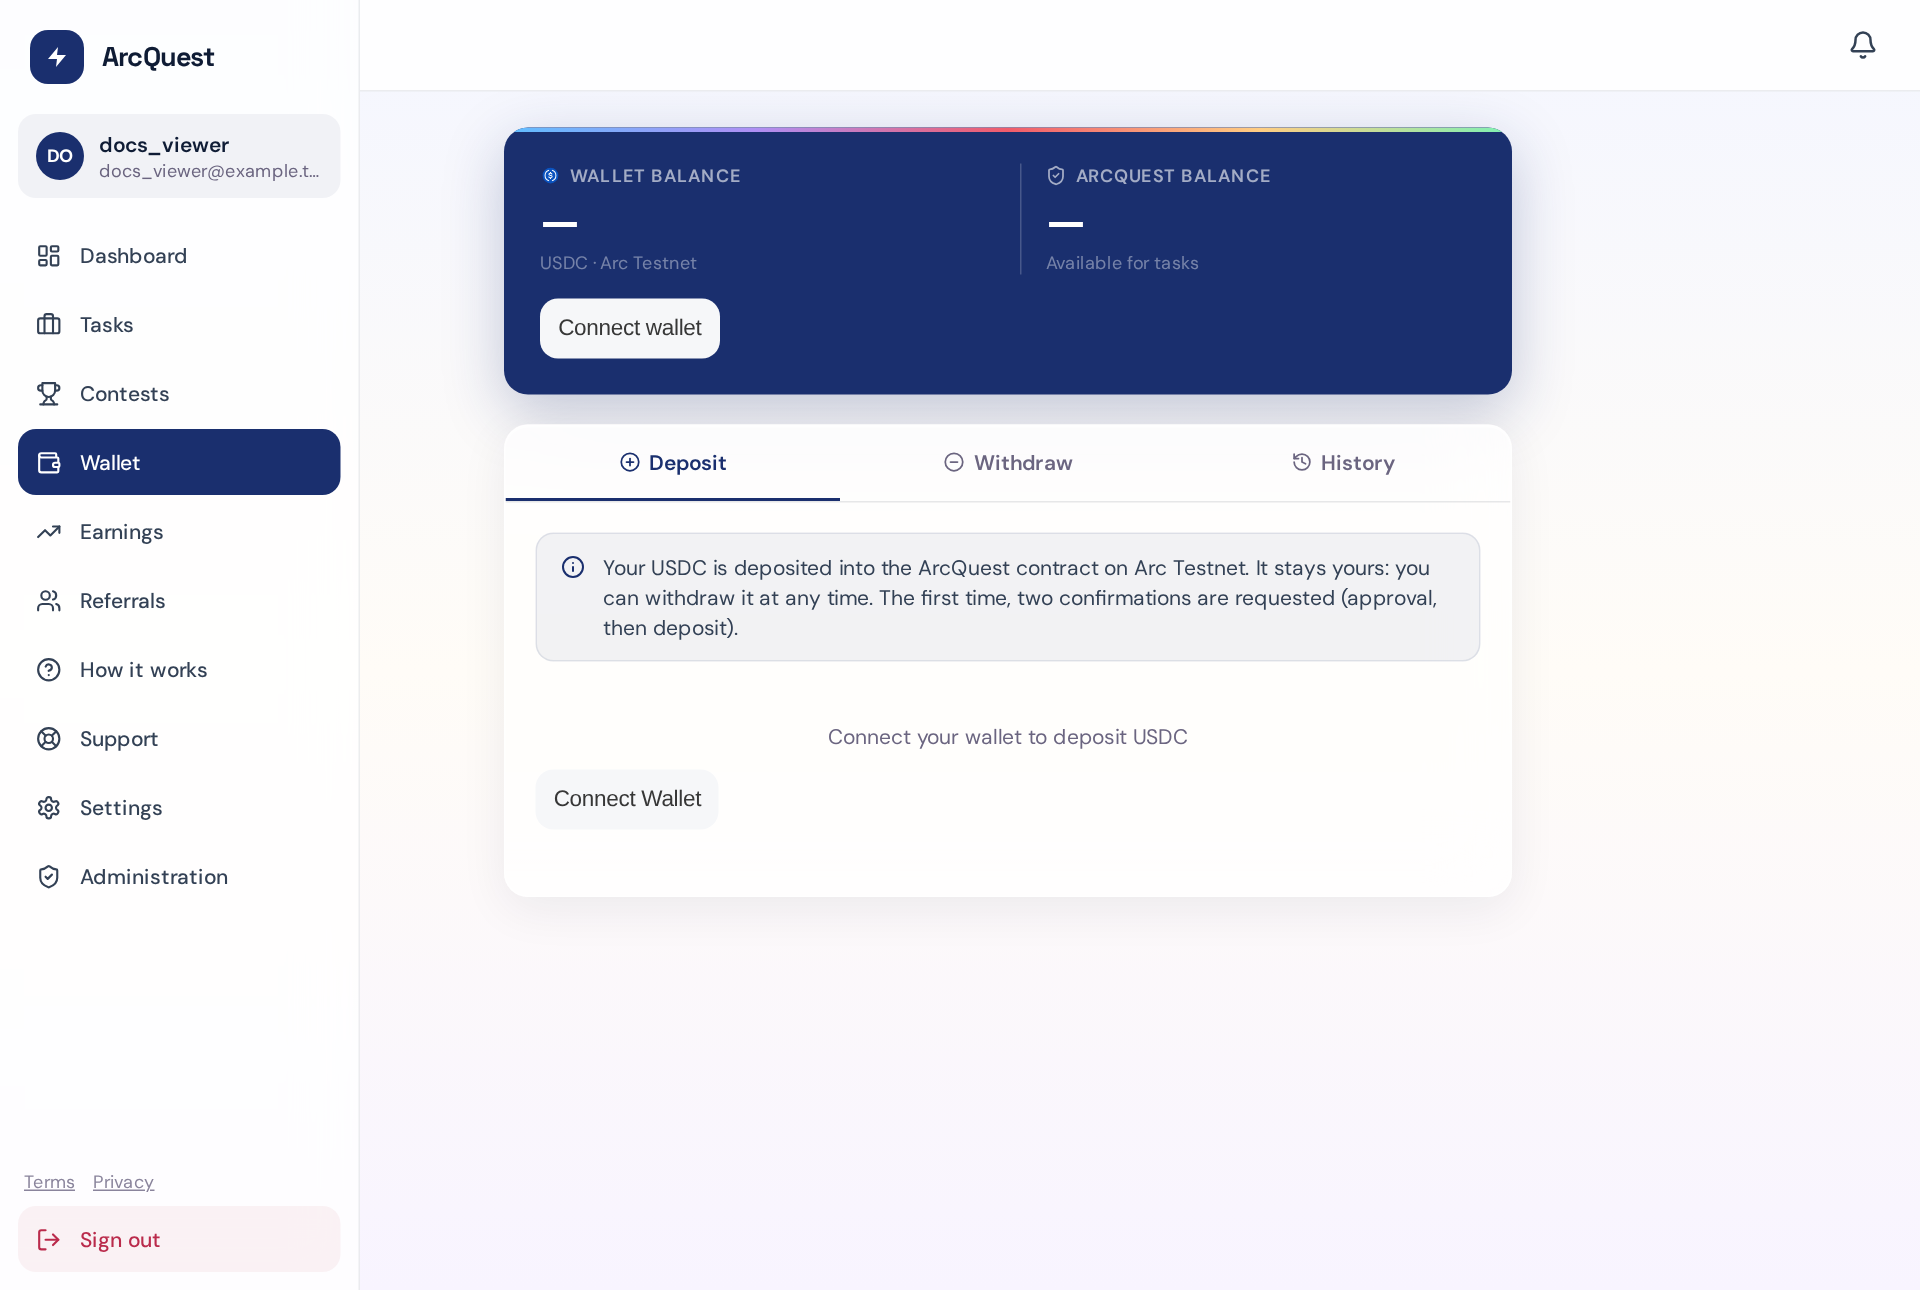 ArcQuest
DO
docs_viewer
docs_viewer@example.t...
Dashboard
Tasks
Contests
Wallet
Earnings
Referrals
How it works
Support
Settings
Administration
Terms Privacy
Sign out
WALLET BALANCE
—
USDC · Arc Testnet
Connect wallet
ARCQUEST BALANCE
—
Available for tasks
Deposit
Withdraw
History
Your USDC is deposited into the ArcQuest contract on Arc Testnet. It stays yours: you
can withdraw it at any time. The first time, two confirmations are requested (approval,
then deposit).
Connect your wallet to deposit USDC
Connect Wallet